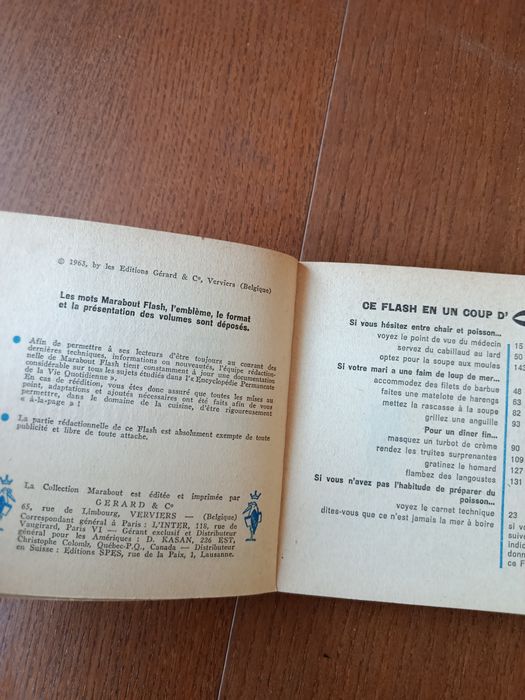 © 1963, by les Editions Gérard & C°, Verviers (Belgique)
Les mots Marabout Flash, l'emblème, le format
et la présentation des volumes sont déposés.
Afin de permettre à ses lecteurs d'être toujours au courant des
dernières techniques, informations ou nouveautés, l'équipe rédaction-
nelle de Marabout Flash tient constamment à jour une documentation
considérable sur tous les sujets étudiés dans l'« Encyclopédie Permanente
de la Vie Quotidienne ».
En cas de réédition, vous êtes donc assuré que toutes les mises au
point, adaptations et ajoutés nécessaires ont été faits afin de vous
permettre, dans le domaine de la cuisine, d'être rigoureusement
« à-la-page » !
La partie rédactionnelle de ce Flash est absolument exempte de toute
publicité et libre de toute attache.
La Collection Marabout est éditée et imprimée par
GERARD & C°
65, rue de Limbourg, VERVIERS — (Belgique)
Correspondant général à Paris : L'INTER, 118, rue de
Vaugirard, Paris VI — Gérant exclusif et Distributeur
général pour les Amériques : D. KASAN, 226 EST,
Christophe Colomb, Québec-P.Q., Canada — Distributeur
en Suisse : Editions SPES, rue de la Paix, 1, Lausanne.
CE FLASH EN UN COUP D'
Si vous hésitez entre chair et poisson...
voyez le point de vue du médecin 15
servez du cabillaud au lard 50
optez pour la soupe aux moules 143
Si votre mari a une faim de loup de mer...
accommodez des filets de barbue 48
faites une matelote de harengs 63
mettez la rascasse à la soupe 82
grillez une anguille 93
Pour un dîner fin...
masquez un turbot de crème 90
rendez les truites surprenantes 109
gratinez le homard 127
flambez des langoustes 131
Si vous n'avez pas l'habitude de préparer du
poisson...
voyez le carnet technique 23
dites-vous que ce n'est jamais la mer à boire
si v
suive
indic
donn
ce F